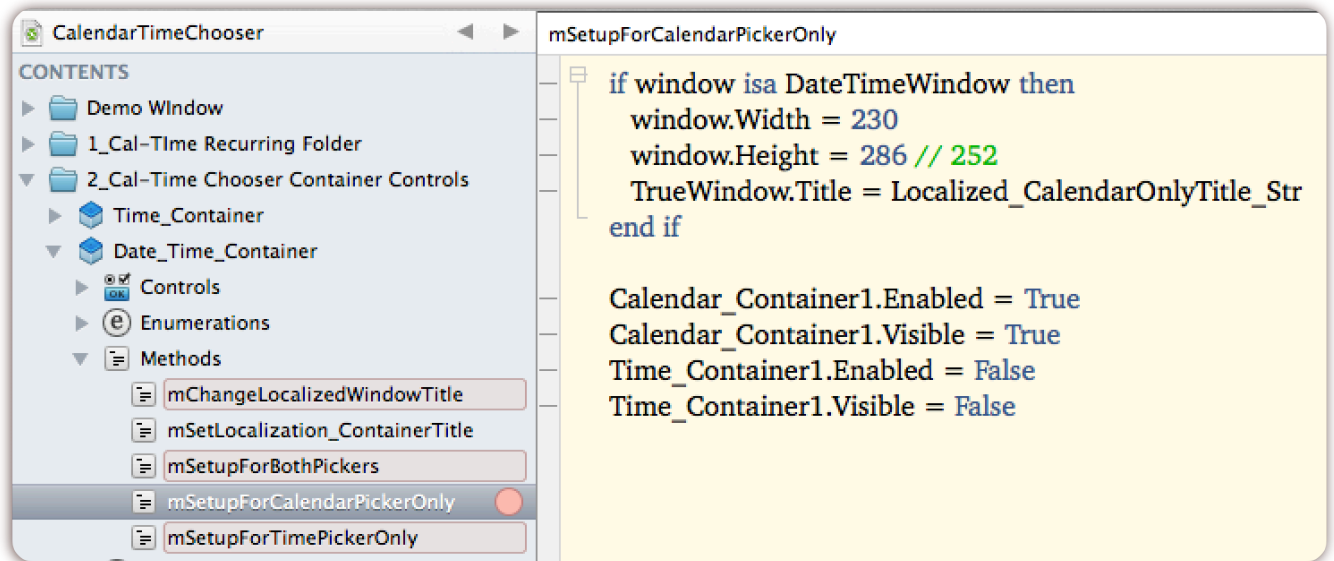 CalendarTimeChooser
CONTENTS
Demo WIndow
1_Cal-TIme Recurring Folder
2_Cal-Time Chooser Container Controls
Time_Container
Date_Time_Container
OK
Controls
e
Enumerations
Methods
mChangeLocalizedWindowTitle
mSetLocalization_ContainerTitle
mSetupForBothPickers
mSetupForCalendarPickerOnly
mSetupForTimePickerOnly
mSetupForCalendarPickerOnly
if window isa DateTimeWindow then
window.Width = 230
window.Height = 286 // 252
TrueWindow.Title = Localized_CalendarOnlyTitle_Str
end if
Calendar_Container1.Enabled = True
Calendar_Container1.Visible = True
Time_Container1.Enabled = False
Time_Container1.Visible = False